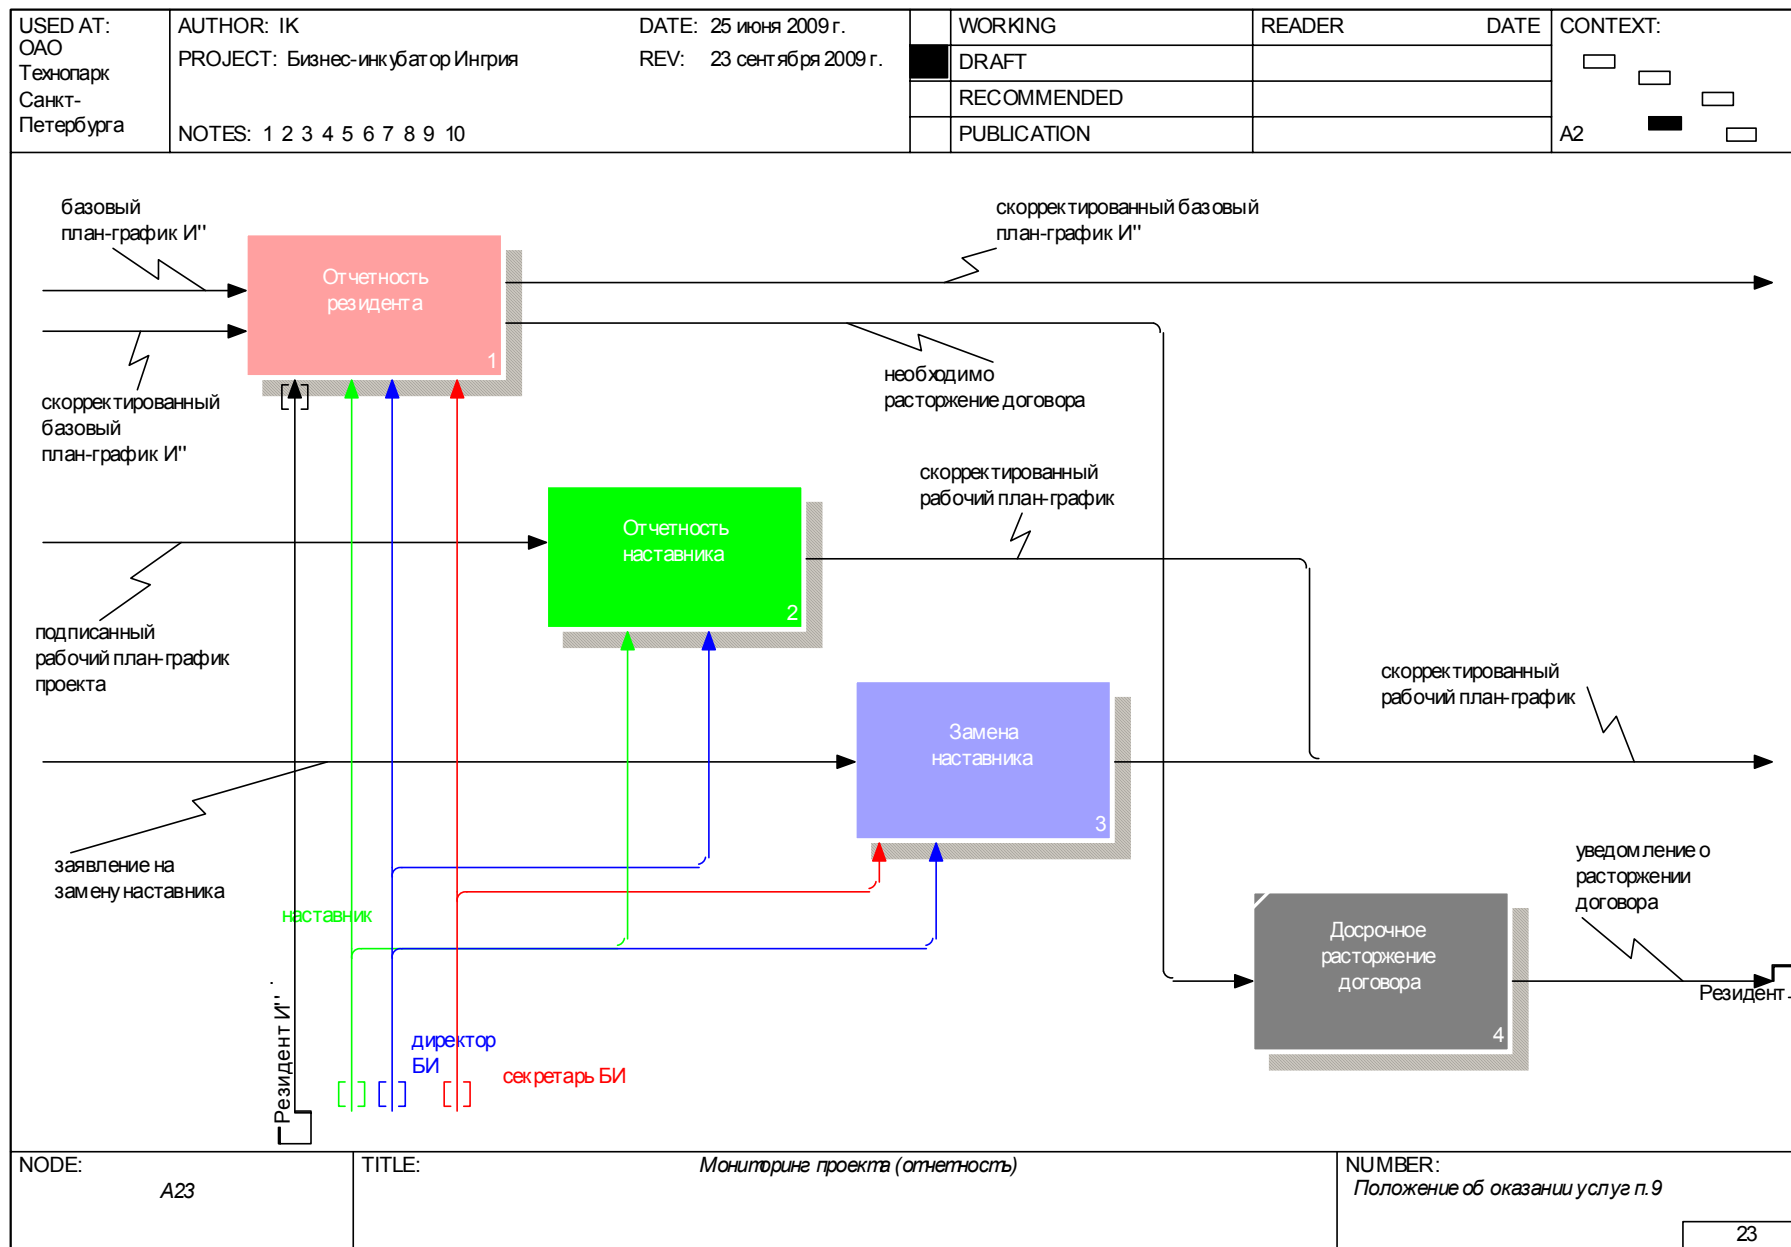 USED AT:
ОАО
Технопарк
Санкт-
Петербурга
AUTHOR: IK
DATE: 25 июня 2009 г.
PROJECT: Бизнес-инкубатор Ингрия
REV: 23 сентября 2009 г.
NOTES: 1 2 3 4 5 6 7 8 9 10
WORKING
DRAFT
RECOMMENDED
PUBLICATION
READER DATE
CONTEXT:
A2
базовый
план-график И''
скорректированный базовый
план-график И''
Отчетность
резидента
1
скорректированный
базовый
план-график И''
необходимо
расторжение договора
скорректированный
рабочий план-график
Отчетность
наставника
2
подписанный
рабочий план-график
проекта
скорректированный
рабочий план-график
Замена
наставника
3
заявление на
замену наставника
уведомление о
расторжении
договора
наставник
Досрочное
расторжение
договора
4
Резидент
Резидент И''
директор
БИ
секретарь БИ
NODE:
A23
TITLE:
Мониторинг проекта (отчетность)
NUMBER:
Положение об оказании услуг п.9
23